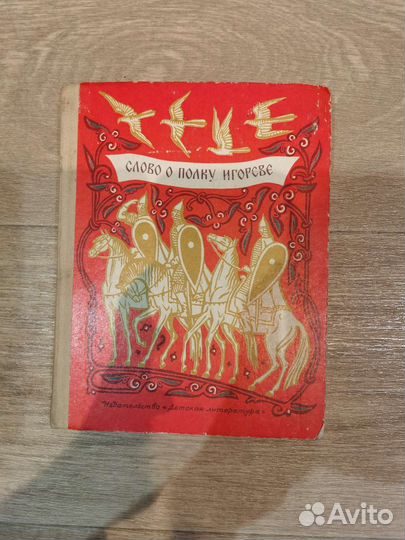 СЛОВО О ПОЛКУ ИГОРЕВЕ
Издательство «Детская литература»
Avito